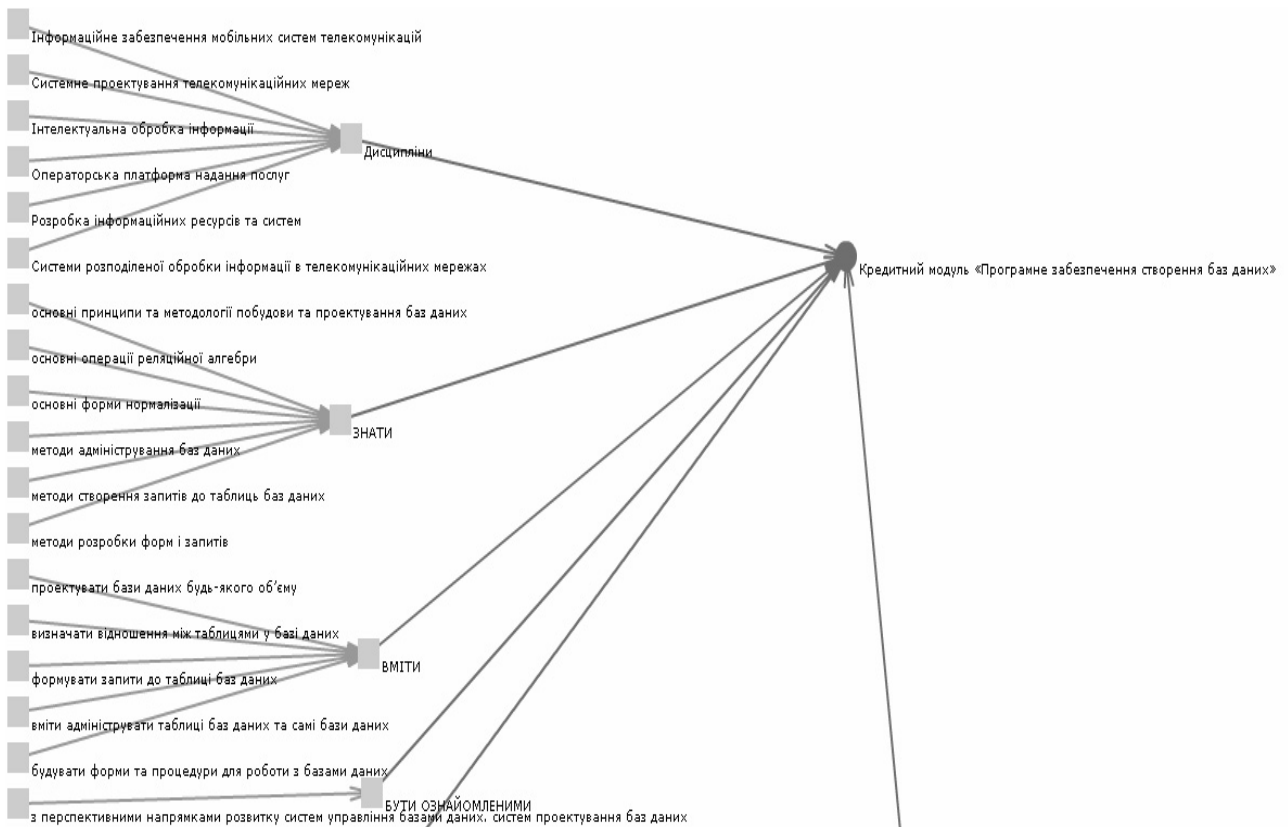 Інформаційне забезпечення мобільних систем телекомунікацій
Системне проектування телекомунікаційних мереж
Інтелектуальна обробка інформації
Дисципліни
Операторська платформа надання послуг
Розробка інформаційних ресурсів та систем
Системи розподіленої обробки інформації в телекомунікаційних мережах
Кредитний модуль «Програмне забезпечення створення баз даних»
основні принципи та методології побудови та проектування баз даних
основні операції реляційної алгебри
основні форми нормалізації
ЗНАТИ
методи адміністрування баз даних
методи створення запитів до таблиць баз даних
методи розробки форм і запитів
проектувати бази даних будь-якого об'єму
визначати відношення між таблицями у базі даних
ВМІТИ
формувати запити до таблиці баз даних
вміти адмініструвати таблиці баз даних та самі бази даних
будувати форми та процедури для роботи з базами даних
БУТИ ОЗНАЙОМЛЕНИМИ
з перспективними напрямками розвитку систем управління базами даних. систем проектування баз даних